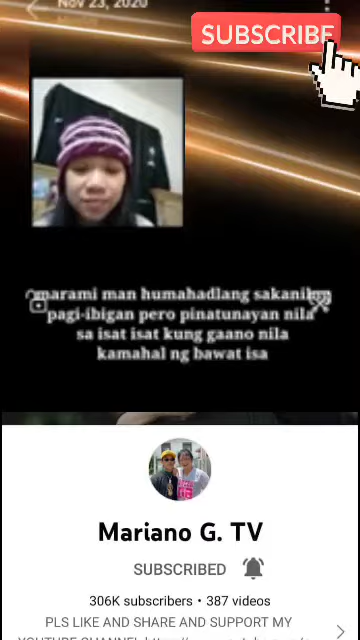 Nov 23, 2020
SUBSCRIBE
marami man humahadlang sakanilang
pagi-ibigan pero pinatunayan nila
sa isat isat kung gaano nila
kamahal ng bawat isa
Mariano G. TV
SUBSCRIBED
306K subscribers • 387 videos
PLS LIKE AND SHARE AND SUPPORT MY